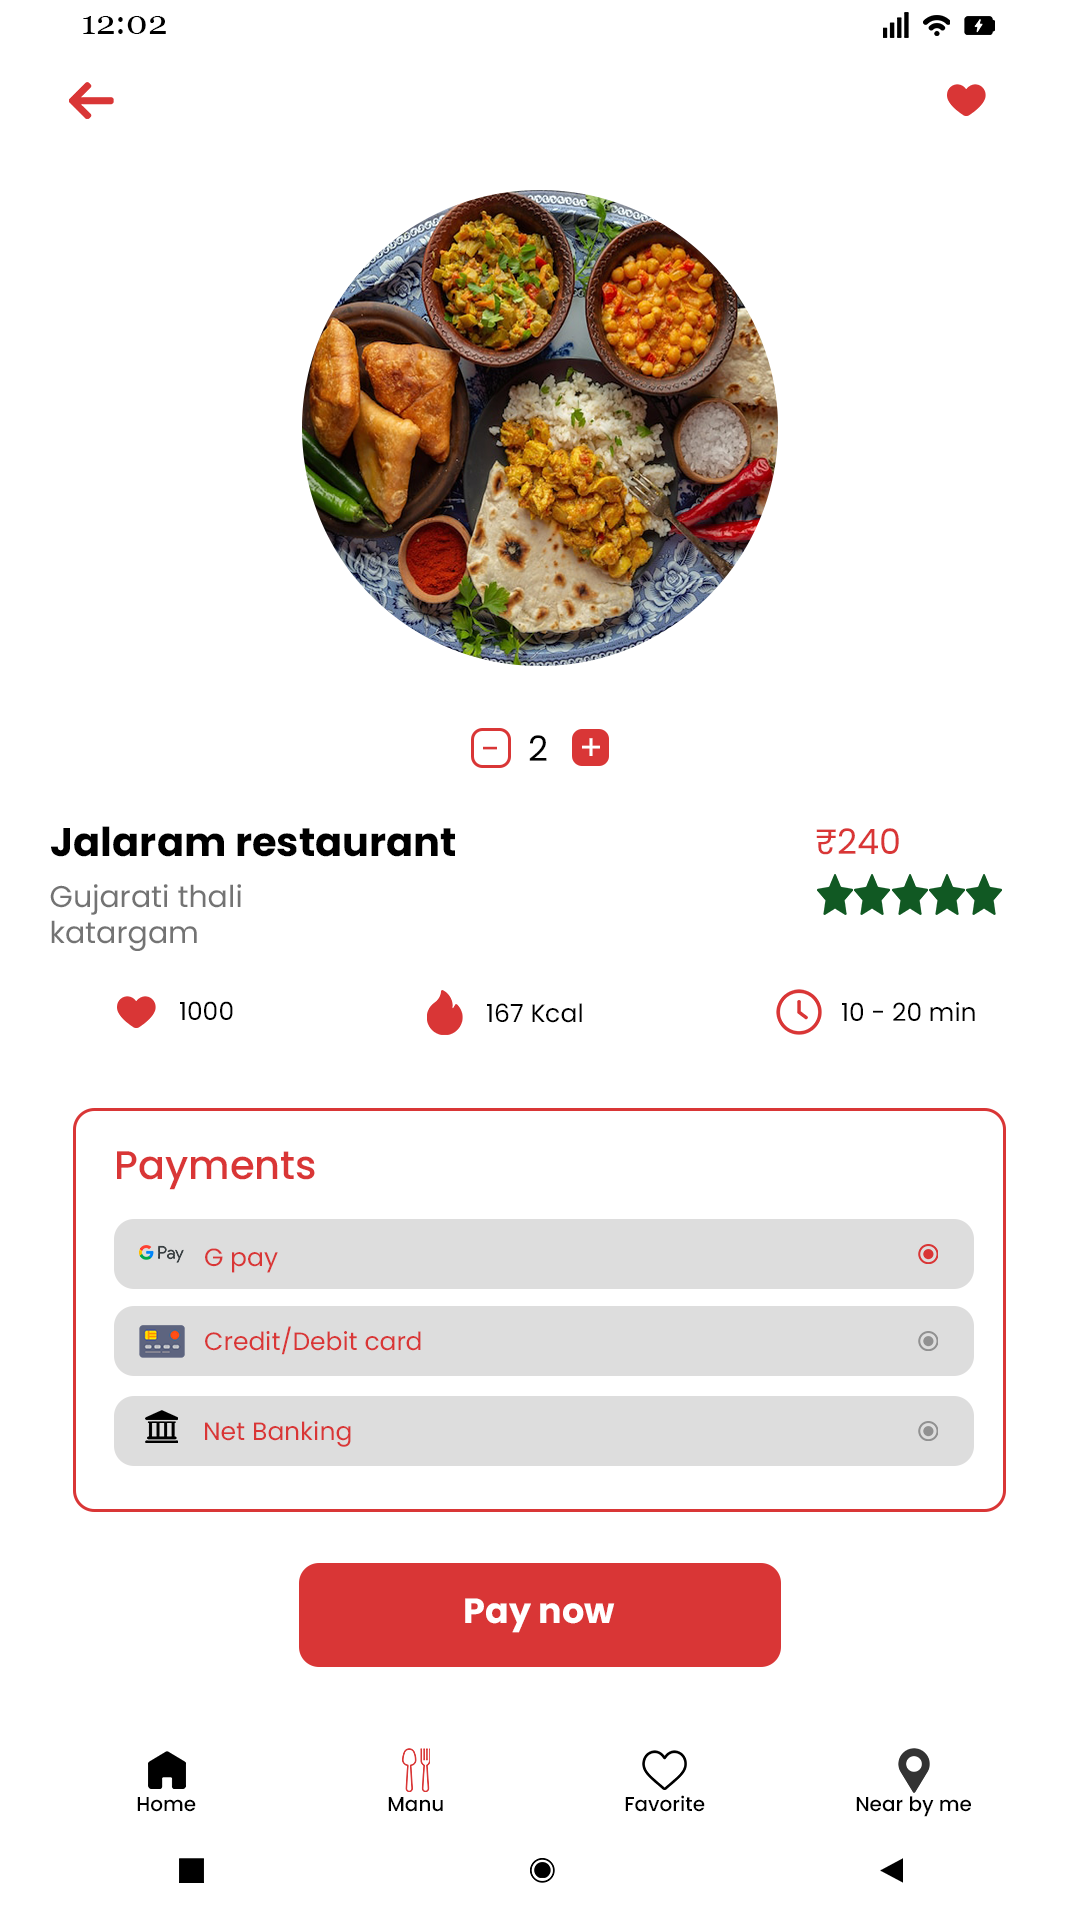 12:02
2
Jalaram restaurant
₹240
Gujarati thali
katargam
1000
167 Kcal
10 - 20 min
Payments
G Pay G pay
Credit/Debit card
Net Banking
Pay now
Home
Manu
Favorite
Near by me